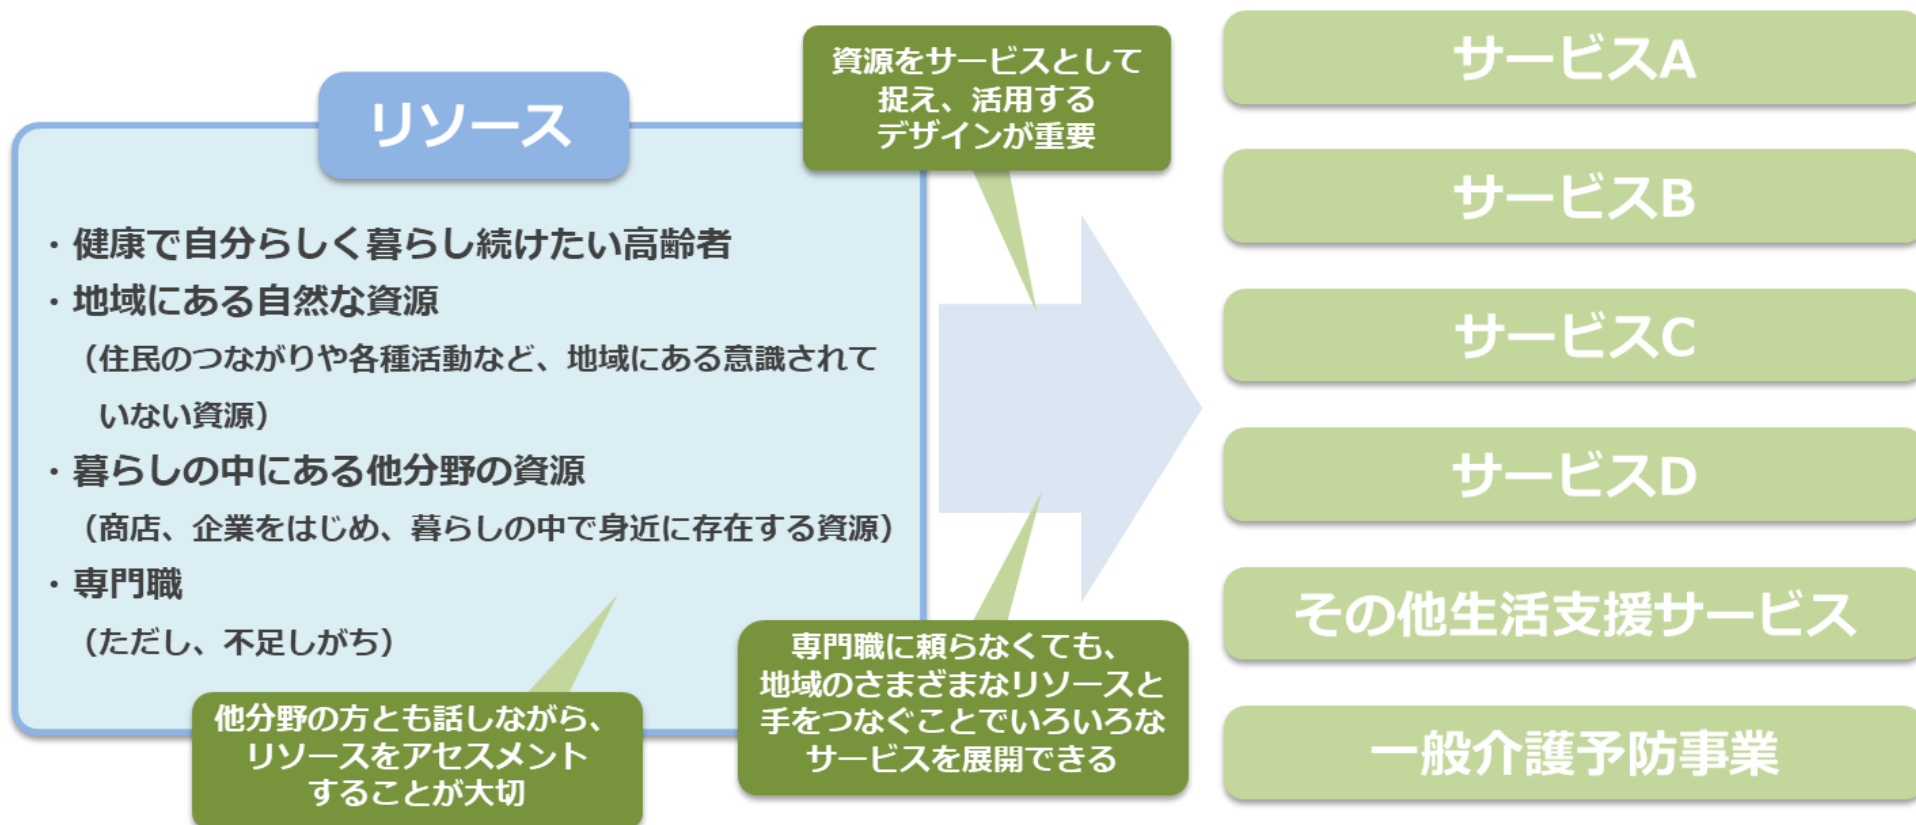 リソース
・健康で自分らしく暮らし続けたい高齢者
・地域にある自然な資源
（住民のつながりや各種活動など、地域にある意識されて
いない資源）
・暮らしの中にある他分野の資源
（商店、企業をはじめ、暮らしの中で身近に存在する資源）
・専門職
（ただし、不足しがち）
他分野の方とも話しながら、
リソースをアセスメント
することが大切
資源をサービスとして
捉え、活用する
デザインが重要
専門職に頼らなくても、
地域のさまざまなリソースと
手をつなぐことでいろいろな
サービスを展開できる
サービスA
サービスB
サービスC
サービスD
その他生活支援サービス
一般介護予防事業